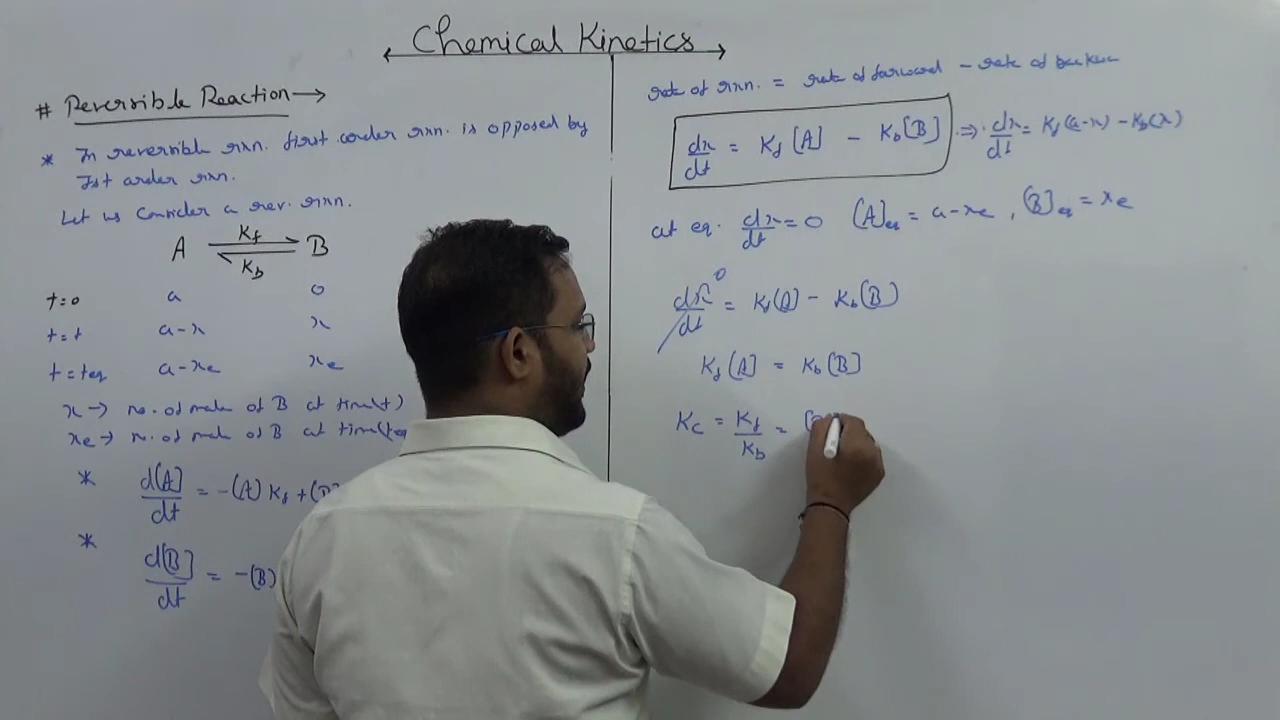 Chemical Kinetics
# Reversible Reaction →
* In reversible rxn. first order rxn. is opposed by
Ist order rxn.
Let us consider a rev. rxn.
A ⇌ B
Kf
Kb
t=0 a 0
t=t a-x x
t=teq a-xe xe
x → no. of mole of B at time(t)
xe → n. of mole of B at time(teq
* d[A]/dt = -[A] Kf + [B]
* d[B]/dt = -[B]
rate of rxn. = rate of forward - rate of
dx/dt = Kf [A] - Kb [B] ⇒ dx/dt = Kf(a-x) - Kb(x)
at eq. dx/dt = 0 [A]eq = a-xe , [B]eq = xe
dx/dt 0 = Kf[A] - Kb[B]
Kf [A] = Kb [B]
Kc = Kf/Kb =